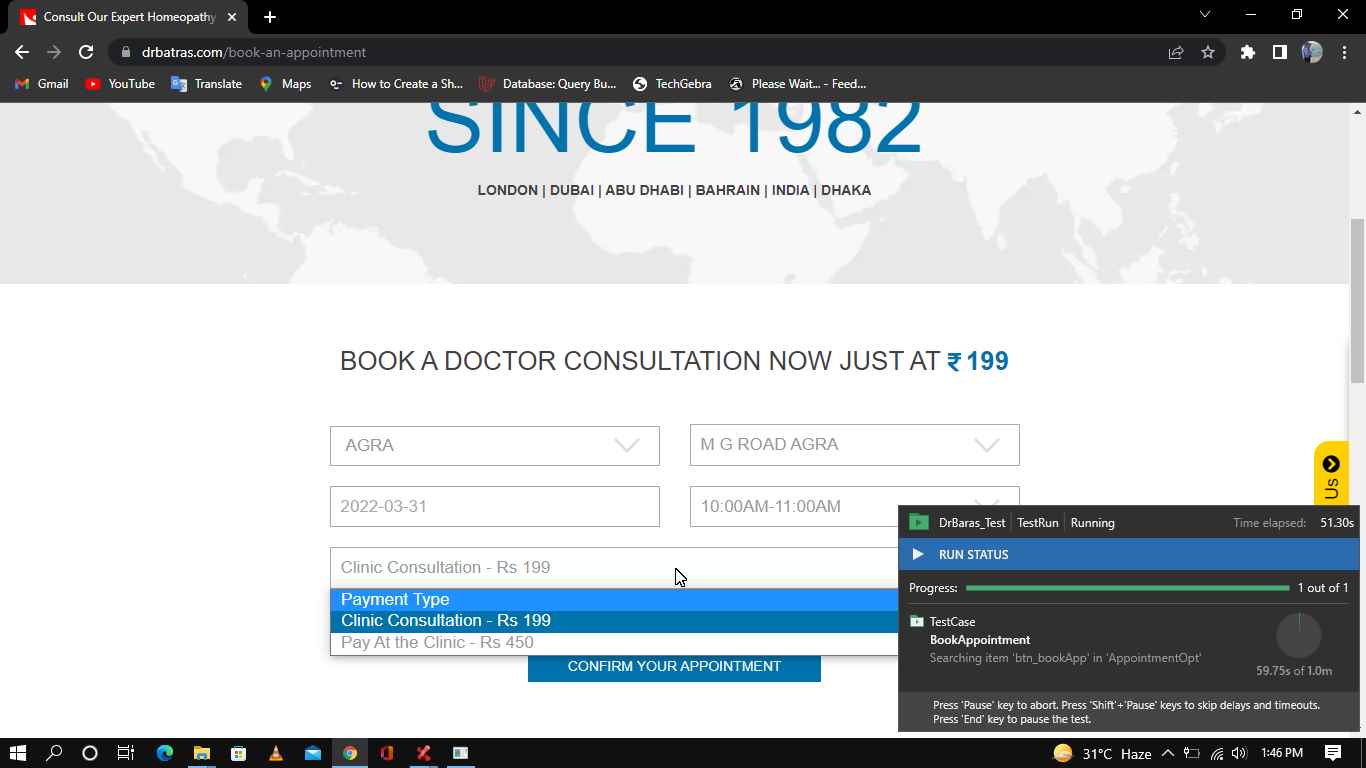 Consult Our Expert Homeopathy
drbatras.com/book-an-appointment
Gmail
YouTube
Translate
Maps
How to Create a Sh...
Database: Query Bu...
TechGebra
Please Wait... - Feed...
SINCE 1982
LONDON | DUBAI | ABU DHABI | BAHRAIN | INDIA | DHAKA
BOOK A DOCTOR CONSULTATION NOW JUST AT ₹ 199
AGRA
M G ROAD AGRA
2022-03-31
10:00AM-11:00AM
Clinic Consultation - Rs 199
Payment Type
Clinic Consultation - Rs 199
Pay At the Clinic - Rs 450
CONFIRM YOUR APPOINTMENT
Us
DrBaras_Test
TestRun
Running
Time elapsed: 51.30s
RUN STATUS
Progress:
1 out of 1
TestCase
BookAppointment
Searching item 'btn_bookApp' in 'AppointmentOpt'
59.75s of 1.0m
Press 'Pause' key to abort. Press 'Shift'+'Pause' keys to skip delays and timeouts.
Press 'End' key to pause the test.
31°C Haze
1:46 PM